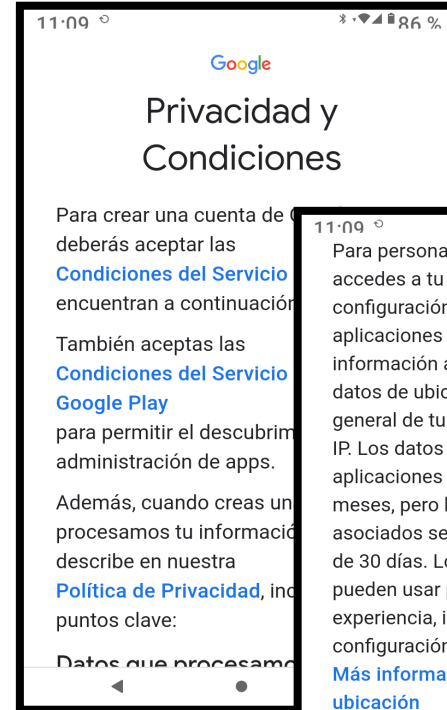 11:09
86 %
Google
Privacidad y
Condiciones
Para crear una cuenta de
deberás aceptar las
Condiciones del Servicio
encuentran a continuación
También aceptas las
Condiciones del Servicio
Google Play
para permitir el descubrim
administración de apps.
Además, cuando creas un
procesamos tu informació
describe en nuestra
Política de Privacidad, inc
puntos clave:
Datos que procesamo
11:09
Para persona
accedes a tu
configuración
aplicaciones
información a
datos de ubic
general de tu
IP. Los datos
aplicaciones
meses, pero l
asociados se
de 30 días. Lo
pueden usar
experiencia, i
configuración
Más informa
ubicación